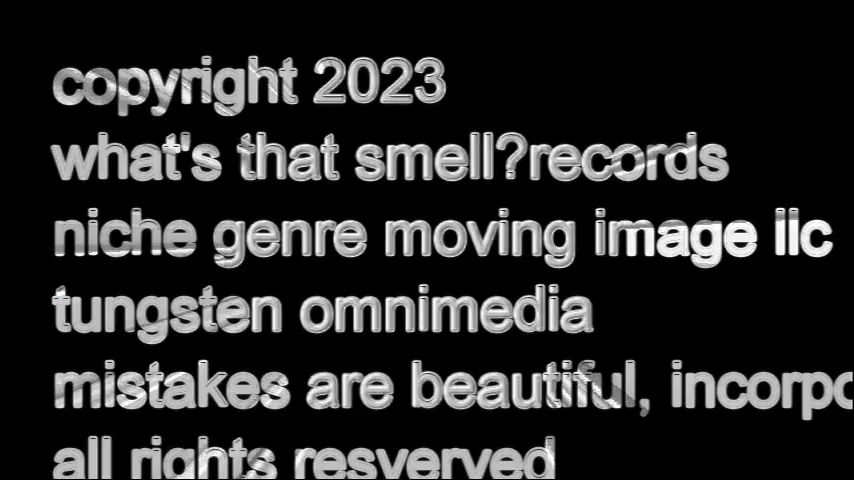 copyright 2023
what's that smell?records
niche genre moving image llc
tungsten omnimedia
mistakes are beautiful, incorpo
all rights resverved